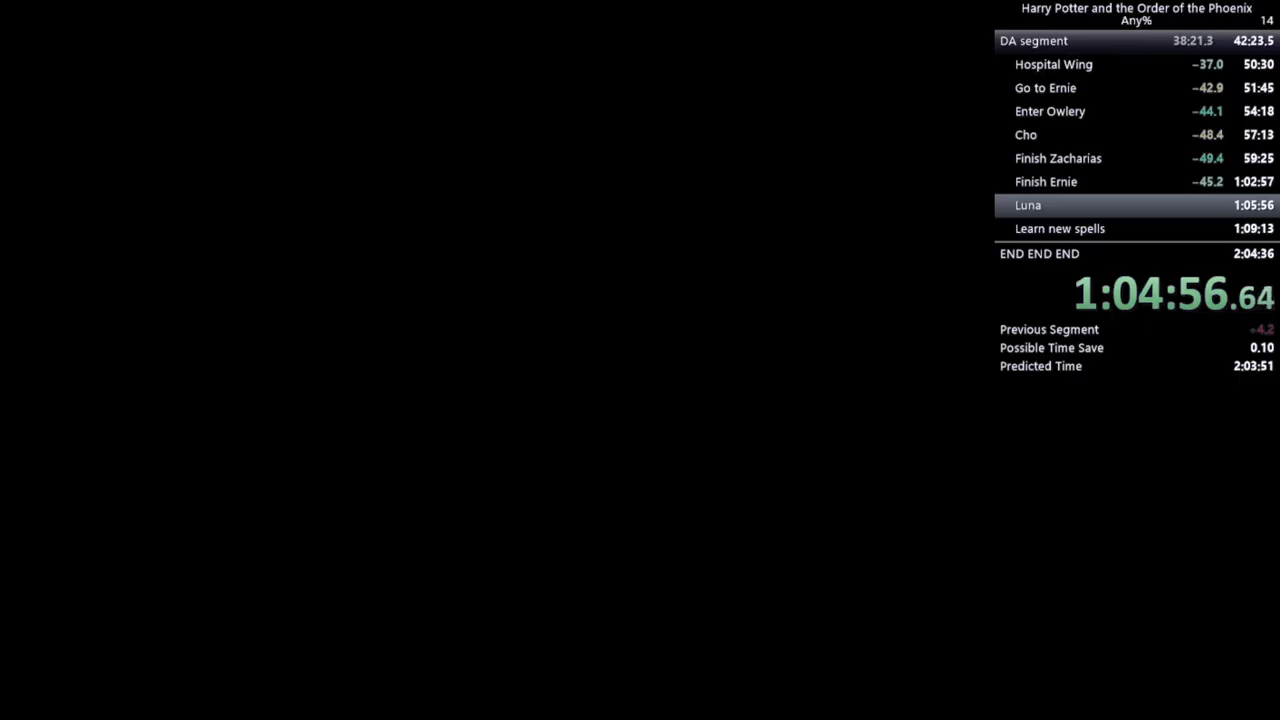 Harry Potter and the Order of the Phoenix
Any% 14
DA segment 38:21.3 42:23.5
Hospital Wing −37.0 50:30
Go to Ernie −42.9 51:45
Enter Owlery −44.1 54:18
Cho −48.4 57:13
Finish Zacharias −49.4 59:25
Finish Ernie −45.2 1:02:57
Luna 1:05:56
Learn new spells 1:09:13
END END END 2:04:36
1:04:56.64
Previous Segment +4.2
Possible Time Save 0.10
Predicted Time 2:03:51